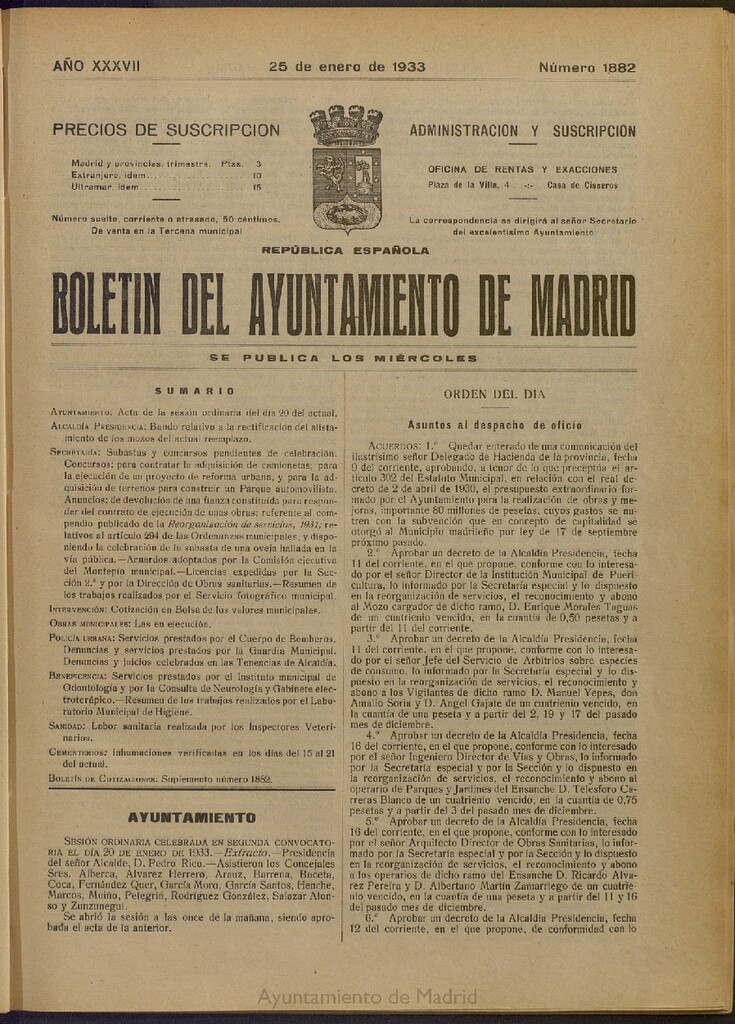 AÑO XXXVII
25 de enero de 1933
Número 1882
PRECIOS DE SUSCRIPCION
Madrid y provincias, trimestre. Ptas. 3
Extranjero, ídem.................... 10
Ultramar, ídem...................... 15
Número suelto, corriente o atrasado, 50 céntimos.
De venta en la Tercena municipal
ADMINISTRACION Y SUSCRIPCIÓN
OFICINA DE RENTAS Y EXACCIONES
Plaza de la Villa, 4 -:- Casa de Cisneros
La correspondencia se dirigirá al señor Secretario
del excelentísimo Ayuntamiento
REPÚBLICA ESPAÑOLA
BOLETIN DEL AYUNTAMIENTO DE MADRID
SE PUBLICA LOS MIÉRCOLES
SUMARIO
AYUNTAMIENTO: Acta de la sesión ordinaria del día 20 del actual.
ALCALDÍA PRESIDENCIA: Bando relativo a la rectificación del alista-
miento de los mozos del actual reemplazo.
SECRETARÍA: Subastas y concursos pendientes de celebración.
Concursos: para contratar la adquisición de camionetas; para
la ejecución de un proyecto de reforma urbana, y para la ad-
quisición de terrenos para construir un Parque automovilista.
Anuncios: de devolución de una fianza constituída para respon-
der del contrato de ejecución de unas obras; referente al com-
pendio publicado de la Reorganización de servicios, 1931; re-
lativos al artículo 294 de las Ordenanzas municipales, y dispo-
niendo la celebración de la subasta de una oveja hallada en la
vía pública.—Acuerdos adoptados por la Comisión ejecutiva
del Montepío municipal.—Licencias expedidas por la Sec-
ción 2.ª y por la Dirección de Obras sanitarias.—Resumen de
los trabajos realizados por el Servicio fotográfico municipal.
INTERVENCIÓN: Cotización en Bolsa de los valores municipales.
OBRAS MUNICIPALES: Las en ejecución.
POLICÍA URBANA: Servicios prestados por el Cuerpo de Bomberos.
Denuncias y servicios prestados por la Guardia Municipal.
Denuncias y juicios celebrados en las Tenencias de Alcaldía.
BENEFICENCIA: Servicios prestados por el Instituto municipal de
Odontología y por la Consulta de Neurología y Gabinete elec-
troterápico.—Resumen de los trabajos realizados por el Labo-
ratorio Municipal de Higiene.
SANIDAD: Labor sanitaria realizada por los Inspectores Veteri-
narios.
CEMENTERIOS: Inhumaciones verificadas en los días del 15 al 21
del actual.
BOLETÍN DE COTIZACIONES: Suplemento número 1882.
AYUNTAMIENTO
SESIÓN ORDINARIA CELEBRADA EN SEGUNDA CONVOCATO-
RIA EL DÍA 20 DE ENERO DE 1933.—Extracto.—Presidencia
del señor Alcalde, D. Pedro Rico.—Asistieron los Concejales
Sres. Alberca, Alvarez Herrero, Arauz, Barrena, Buceta,
Coca, Fernández Quer, García Moro, García Santos, Henche,
Marcos, Muiño, Pelegrín, Rodríguez González, Salazar Alon-
so y Zunzunegui.
Se abrió la sesión a las once de la mañana, siendo apro-
bada el acta de la anterior.
ORDEN DEL DIA
Asuntos al despacho de oficio
ACUERDOS: 1.º Quedar enterado de una comunicación del
ilustrísimo señor Delegado de Hacienda de la provincia, fecha
9 del corriente, aprobando, a tenor de lo que preceptúa el ar-
tículo 302 del Estatuto Municipal, en relación con el real de-
creto de 2 de abril de 1930, el presupuesto extraordinario for-
mado por el Ayuntamiento para la realización de obras y me-
joras, importante 80 millones de pesetas, cuyos gastos se nu-
tren con la subvención que en concepto de capitalidad se
otorgó al Municipio madrileño por ley de 17 de septiembre
próximo pasado.
2.º Aprobar un decreto de la Alcaldía Presidencia, fecha
11 del corriente, en el que propone, conforme con lo interesa-
do por el señor Director de la Institución Municipal de Pueri-
cultura, lo informado por la Secretaría especial y lo dispuesto
en la reorganización de servicios, el reconocimiento y abono
al Mozo cargador de dicho ramo, D. Enrique Morales Taguas
de un cuatrienio vencido, en la cuantía de 0,50 pesetas y a
partir del 11 del corriente.
3.º Aprobar un decreto de la Alcaldía Presidencia, fecha
11 del corriente, en el que propone, conforme con lo interesa-
do por el señor Jefe del Servicio de Arbitrios sobre especies
de consumo, lo informado por la Secretaría especial y lo dis-
puesto en la reorganización de servicios, el reconocimiento y
abono a los Vigilantes de dicho ramo D. Manuel Yepes, don
Amalio Soria y D. Angel Gajate de un cuatrienio vencido, en
la cuantía de una peseta y a partir del 2, 19 y 17 del pasado
mes de diciembre.
4.º Aprobar un decreto de la Alcaldía Presidencia, fecha
16 del corriente, en el que propone, conforme con lo interesado
por el señor Ingeniero Director de Vías y Obras, lo informado
por la Secretaría especial y por la Sección y lo dispuesto en
la reorganización de servicios, el reconocimiento y abono al
operario de Parques y Jardines del Ensanche D. Telesforo Ca-
rreras Blanco de un cuatrienio vencido, en la cuantía de 0,75
pesetas y a partir del 3 del pasado mes de diciembre.
5.º Aprobar un decreto de la Alcaldía Presidencia, fecha
16 del corriente, en el que propone, conforme con lo interesado
por el señor Arquitecto Director de Obras Sanitarias, lo infor-
mado por la Secretaría especial y por la Sección y lo dispuesto
en la reorganización de servicios, el reconocimiento y abono
a los operarios de dicho ramo del Ensanche D. Ricardo Alva-
rez Pereira y D. Albertano Martín Zamarriego de un cuatrie-
nio vencido, en la cuantía de una peseta y a partir del 11 y 16
del pasado mes de diciembre.
6.º Aprobar un decreto de la Alcaldía Presidencia, fecha
12 del corriente, en el que propone, de conformidad con lo
Ayuntamiento de Madrid